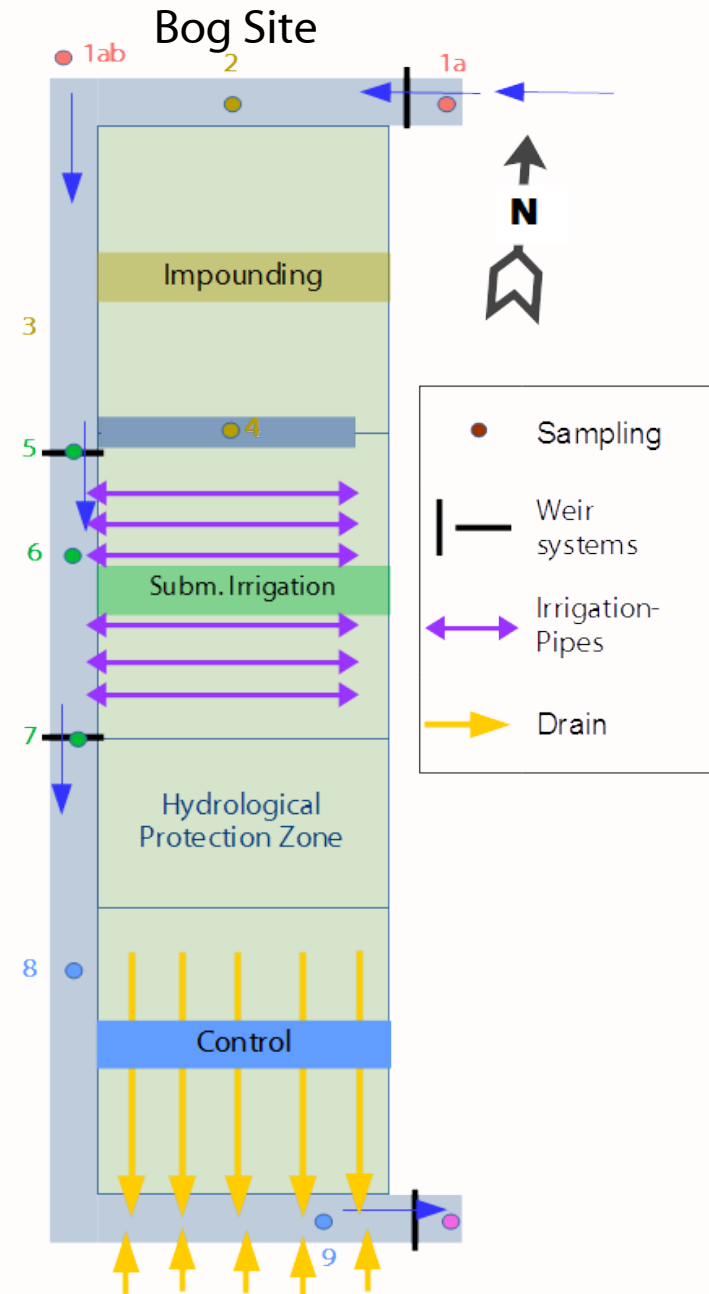 Bog Site
1ab
2
1a
N
Impounding
3
4
5
Sampling
Weir
systems
6
Subm. Irrigation
Irrigation-
Pipes
7
Drain
Hydrological
Protection Zone
8
Control
9